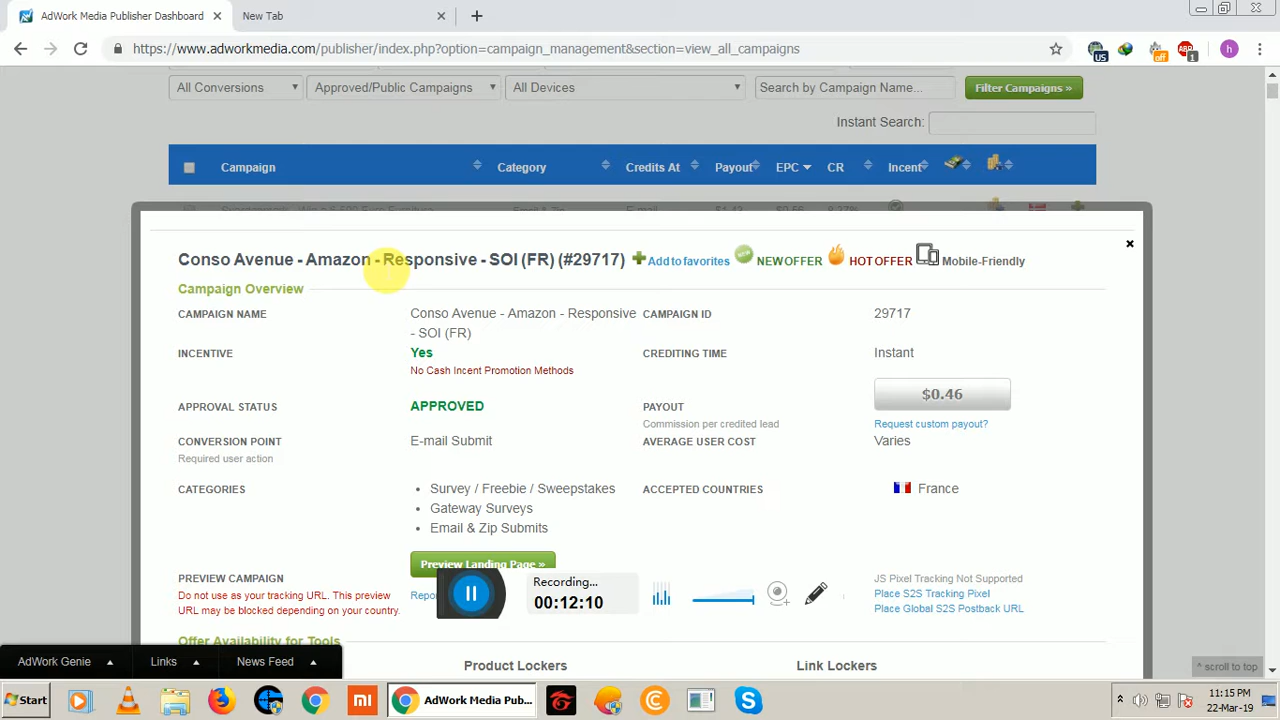 AdWork Media Publisher Dashboard
New Tab
https://www.adworkmedia.com/publisher/index.php?option=campaign_management&section=view_all_campaigns
US
off
ABP
1
h
All Conversions
Approved/Public Campaigns
All Devices
Search by Campaign Name...
Filter Campaigns »
Instant Search:
Campaign
Category
Credits At
Payout
EPC
CR
Incent
Conso Avenue - Amazon - Responsive - SOI (FR) (#29717)
Add to favorites
NEW
NEW OFFER
HOT OFFER
Mobile-Friendly
Campaign Overview
CAMPAIGN NAME
Conso Avenue - Amazon - Responsive
- SOI (FR)
CAMPAIGN ID
29717
INCENTIVE
Yes
No Cash Incent Promotion Methods
CREDITING TIME
Instant
APPROVAL STATUS
APPROVED
PAYOUT
Commission per credited lead
$0.46
Request custom payout?
CONVERSION POINT
Required user action
E-mail Submit
AVERAGE USER COST
Varies
CATEGORIES
• Survey / Freebie / Sweepstakes
• Gateway Surveys
• Email & Zip Submits
ACCEPTED COUNTRIES
France
Preview Landing Page »
PREVIEW CAMPAIGN
Do not use as your tracking URL. This preview
URL may be blocked depending on your country.
Repo
Recording...
00:12:10
JS Pixel Tracking Not Supported
Place S2S Tracking Pixel
Place Global S2S Postback URL
Offer Availability for Tools
Product Lockers
Link Lockers
AdWork Genie
Links
News Feed
^ scroll to top
Start
mi
AdWork Media Pub...
11:15 PM
22-Mar-19